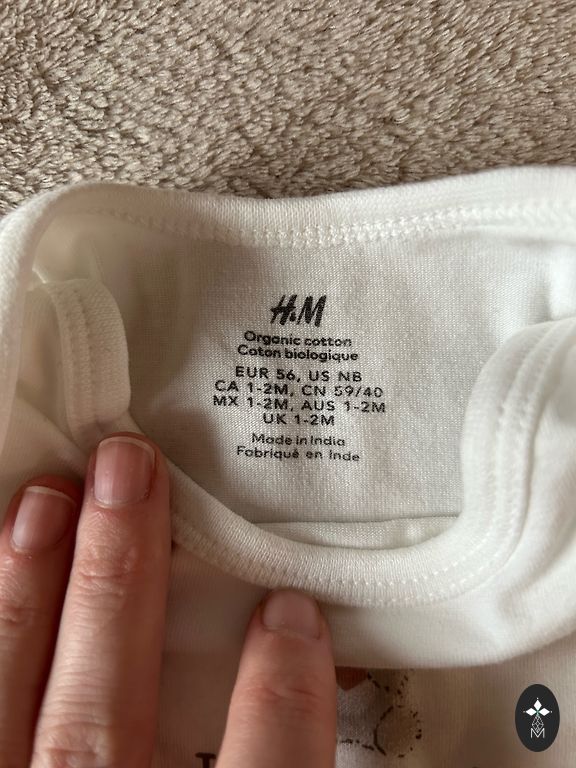 H&M
Organic cotton
Coton biologique
EUR 56, US NB
CA 1-2M, CN 59/40
MX 1-2M, AUS 1-2M
UK 1-2M
Made in India
Fabriqué en Inde
M